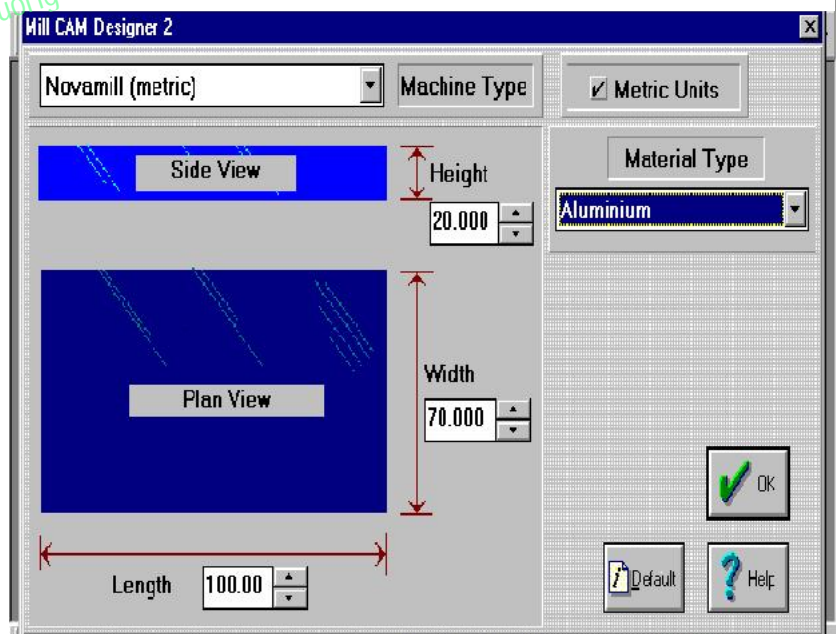 Mill CAM Designer 2
Novamill (metric)
Machine Type
Metric Units
Side View
Height
20.000
Material Type
Aluminium
Plan View
Width
70.000
OK
Length
100.00
Default
Help